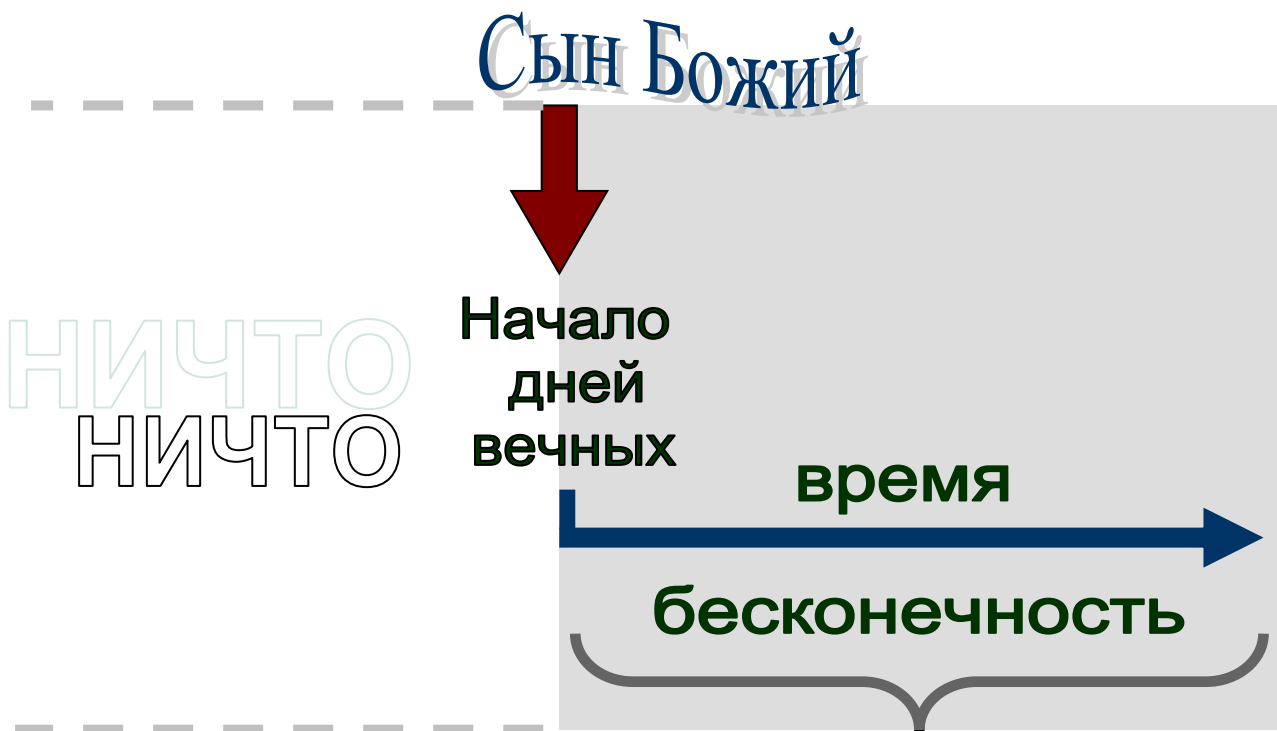 Сын Божий
Начало
дней
вечных
НИЧТО
НИЧТО
время
бесконечность